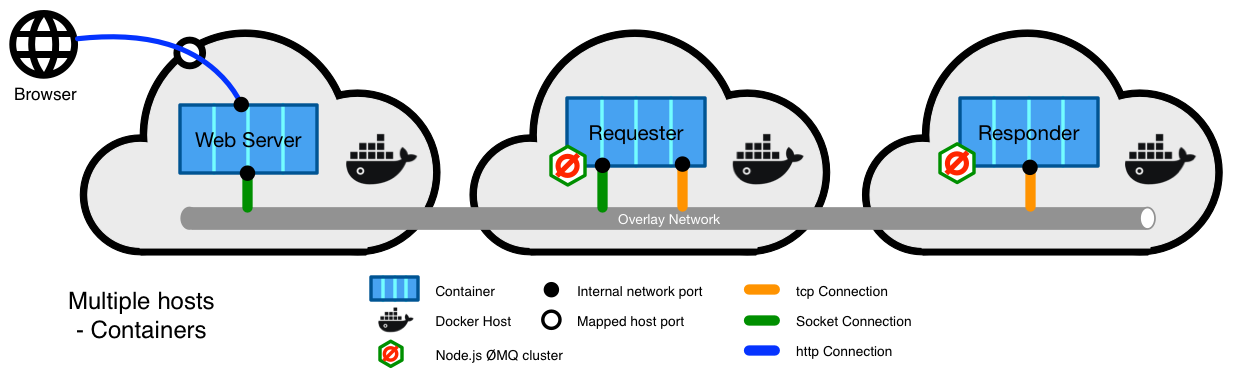 Browser
Web Server
Requester
Responder
Overlay Network
Multiple hosts
- Containers
Container
Docker Host
Node.js ØMQ cluster
Internal network port
Mapped host port
tcp Connection
Socket Connection
http Connection